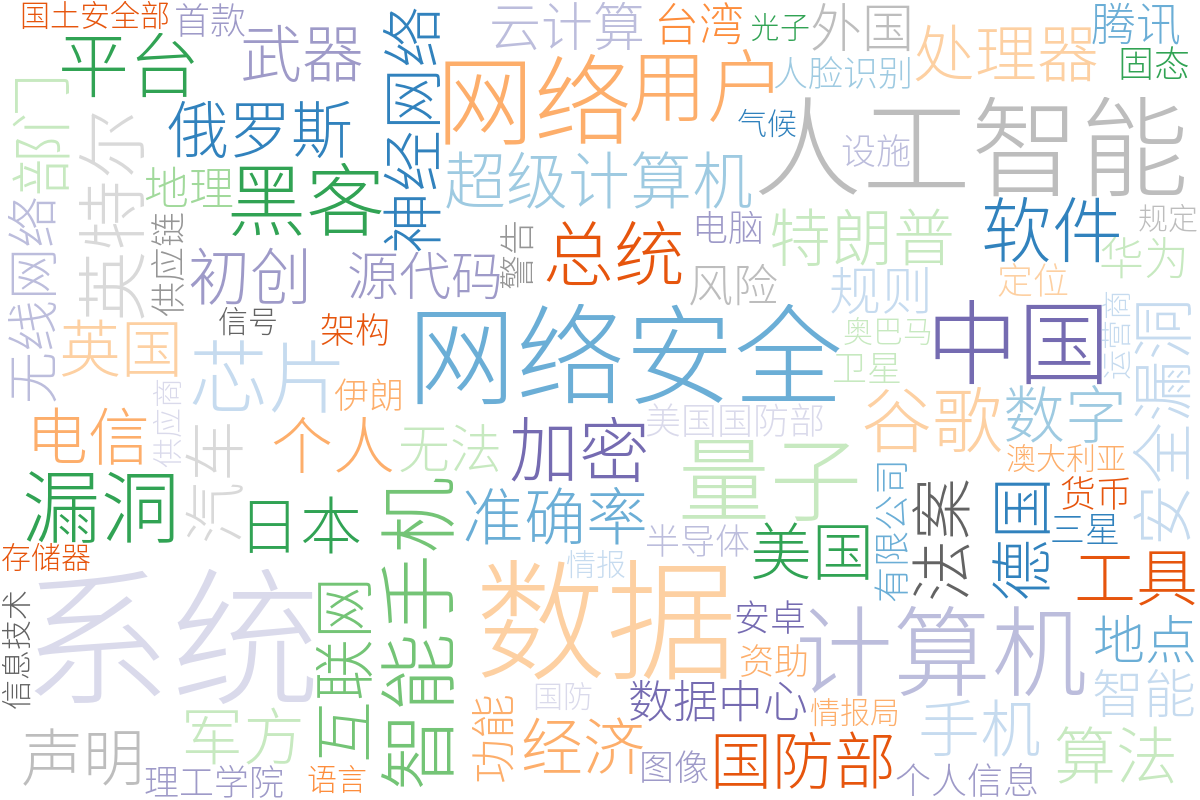 国土安全部
首款
云计算
台湾
光子
外国
腾讯
平台
武器
神经网络
网络
用户
人脸识别
处理器
固态
部门
英特尔
俄罗斯
气候
人工智能
设施
地理
黑客
超级计算机
无线网络
供应链
初创
源代码
警告
总统
电脑
特朗普
软件
规定
华为
风险
规则
定位
信号
架构
网络安全
奥巴马
中国
运营商
安全漏洞
英国
芯片
供应商
伊朗
卫星
电信
汽车
个人
无法
加密
美国国防部
谷歌
数字
量子
澳大利亚
漏洞
日本
智能手机
准确率
半导体
美国
有限公司
法案
德国
货币
三星
存储器
情报
工具
信息技术
系统
互联网
数据
安卓
计算机
地点
资助
国防
数据中心
情报局
智能
声明
军方
功能
经济
图像
国防部
手机
算法
理工学院
语言
个人信息